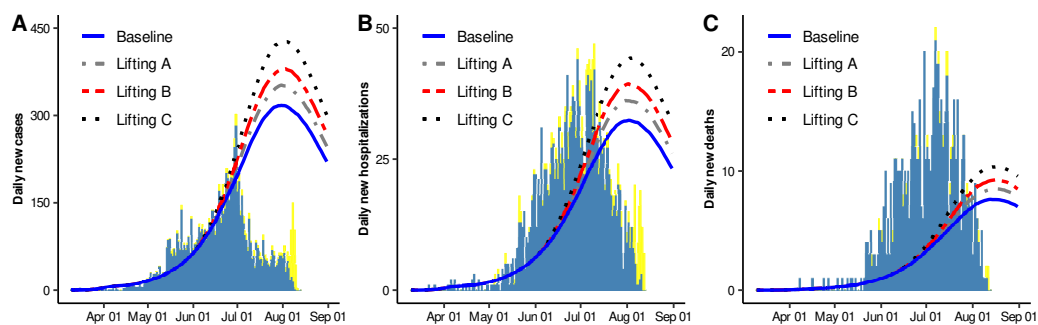 A
Daily new cases
450
300
150
0
Baseline
Lifting A
Lifting B
Lifting C
Apr 01 May 01 Jun 01 Jul 01 Aug 01 Sep 01
B
Daily new hospitalizations
50
25
0
Baseline
Lifting A
Lifting B
Lifting C
Apr 01 May 01 Jun 01 Jul 01 Aug 01 Sep 01
C
Daily new deaths
20
10
0
Baseline
Lifting A
Lifting B
Lifting C
Apr 01 May 01 Jun 01 Jul 01 Aug 01 Sep 01